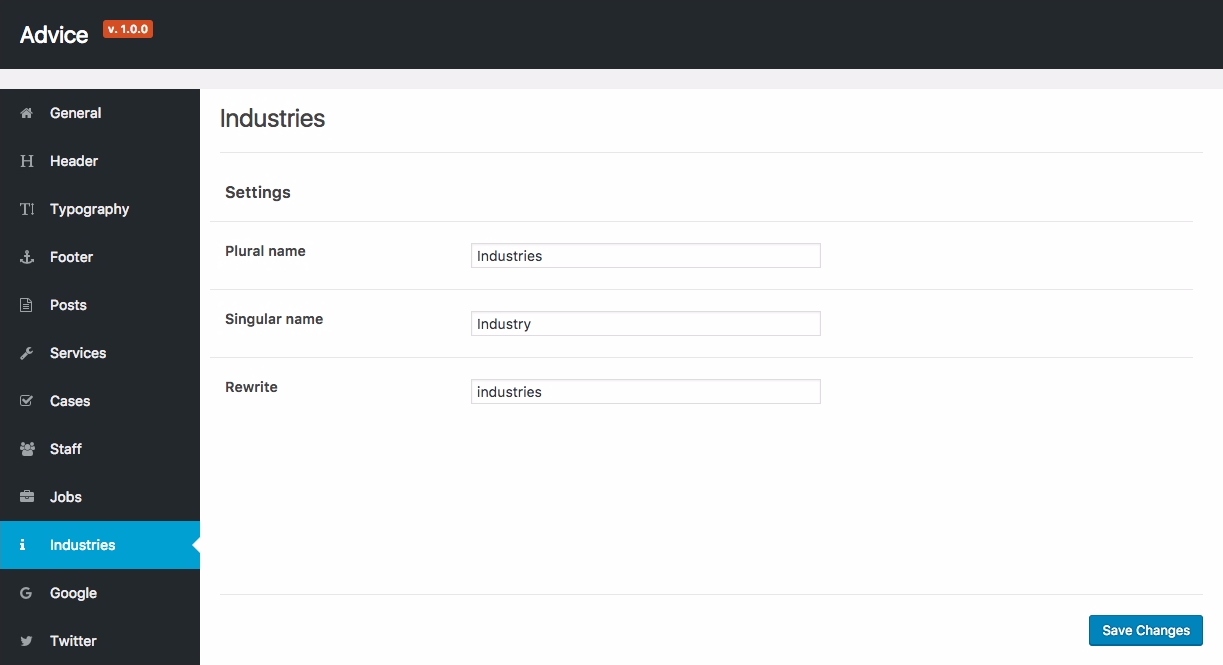 Advice v. 1.0.0
General
Header
Typography
Footer
Posts
Services
Cases
Staff
Jobs
Industries
Google
Twitter
Industries
Settings
Plural name Industries
Singular name Industry
Rewrite industries
Save Changes